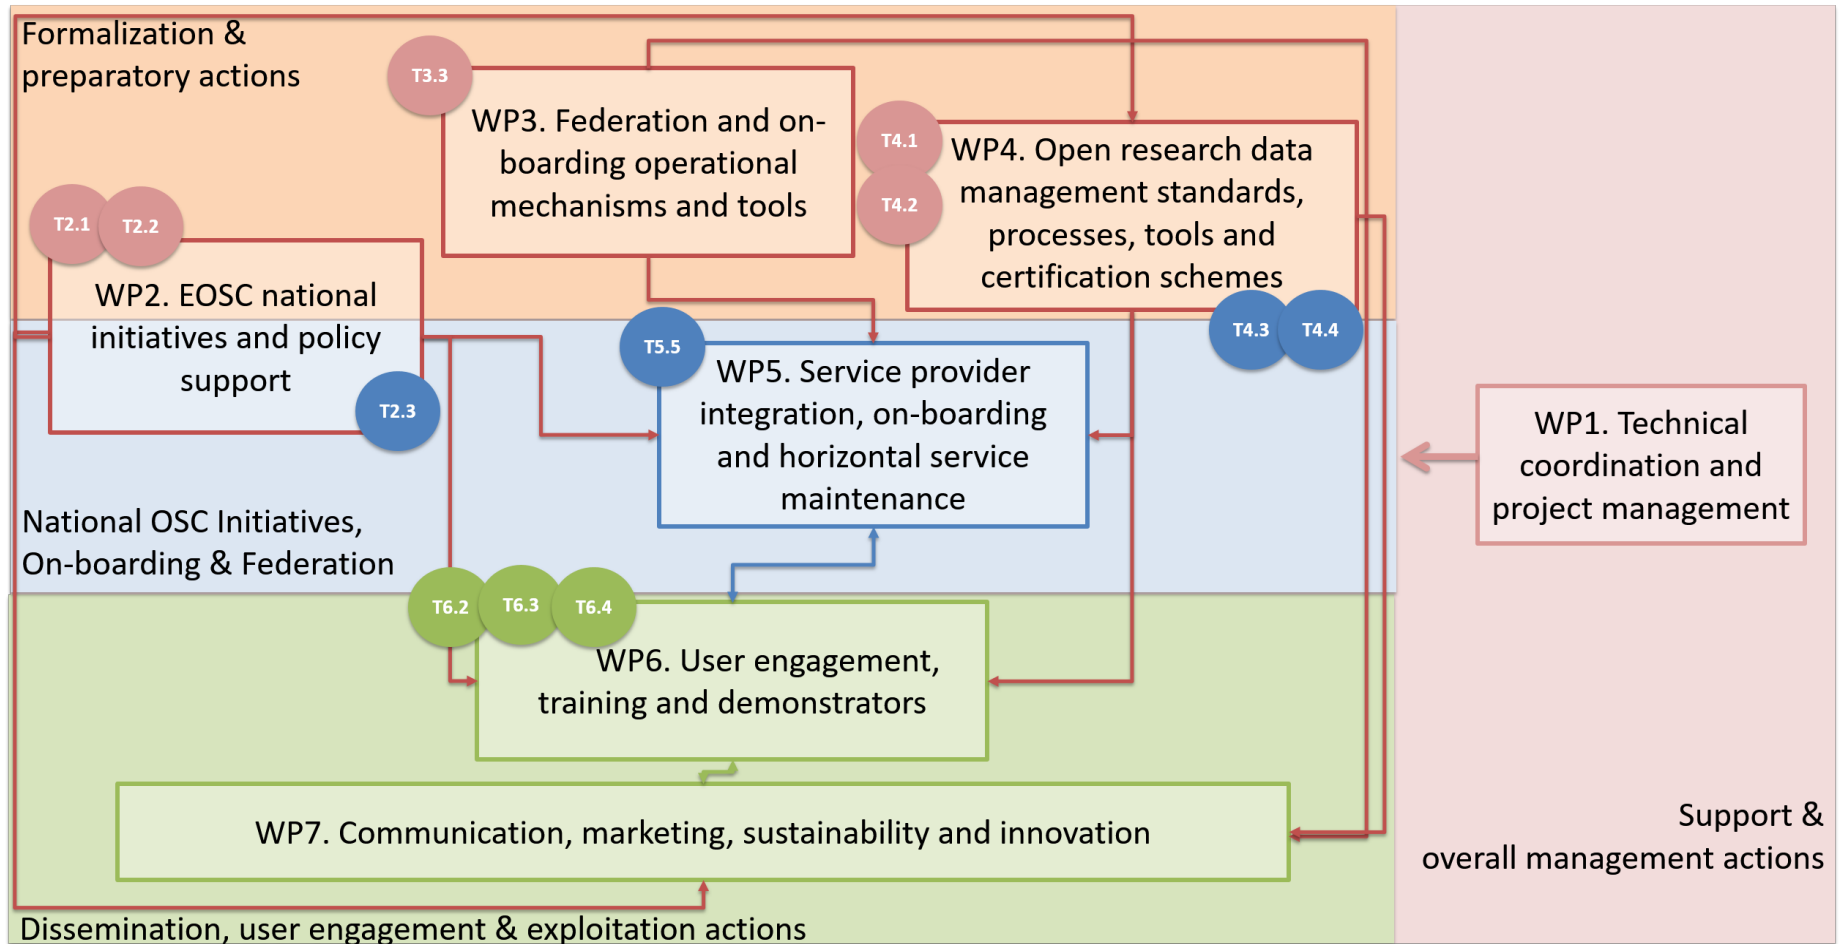 Formalization &
preparatory actions
T3.3
WP3. Federation and on-
boarding operational
mechanisms and tools
T4.1
T4.2
WP4. Open research data
management standards,
processes, tools and
certification schemes
T4.3
T4.4
T2.1
T2.2
WP2. EOSC national
initiatives and policy
support
T2.3
T5.5
WP5. Service provider
integration, on-boarding
and horizontal service
maintenance
WP1. Technical
coordination and
project management
National OSC Initiatives,
On-boarding & Federation
T6.2
T6.3
T6.4
WP6. User engagement,
training and demonstrators
WP7. Communication, marketing, sustainability and innovation
Support &
overall management actions
Dissemination, user engagement & exploitation actions